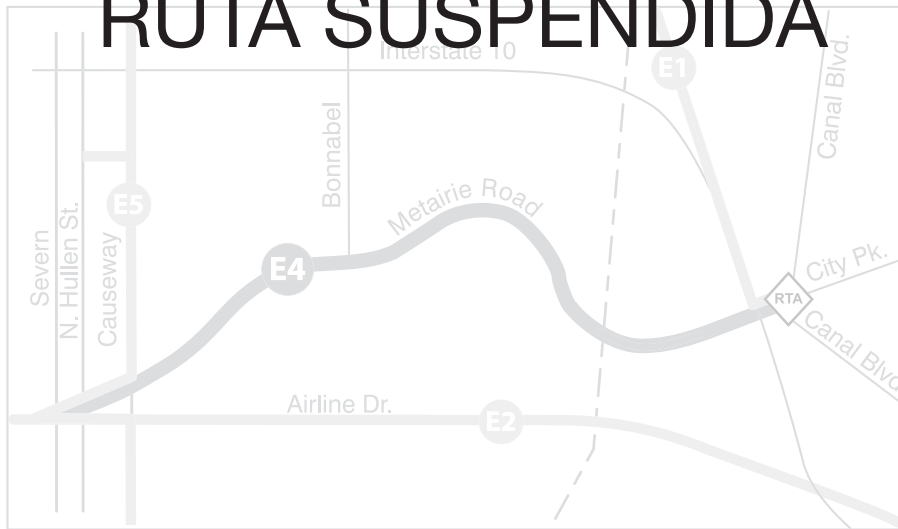 RUTA SUSPENDIDA
Interstate 10
E1
Canal Blvd.
Bonnabel
E5
Metairie Road
Severn
N. Hullen St.
Causeway
E4
City Pk.
RTA
Canal Blvd
Airline Dr.
E2